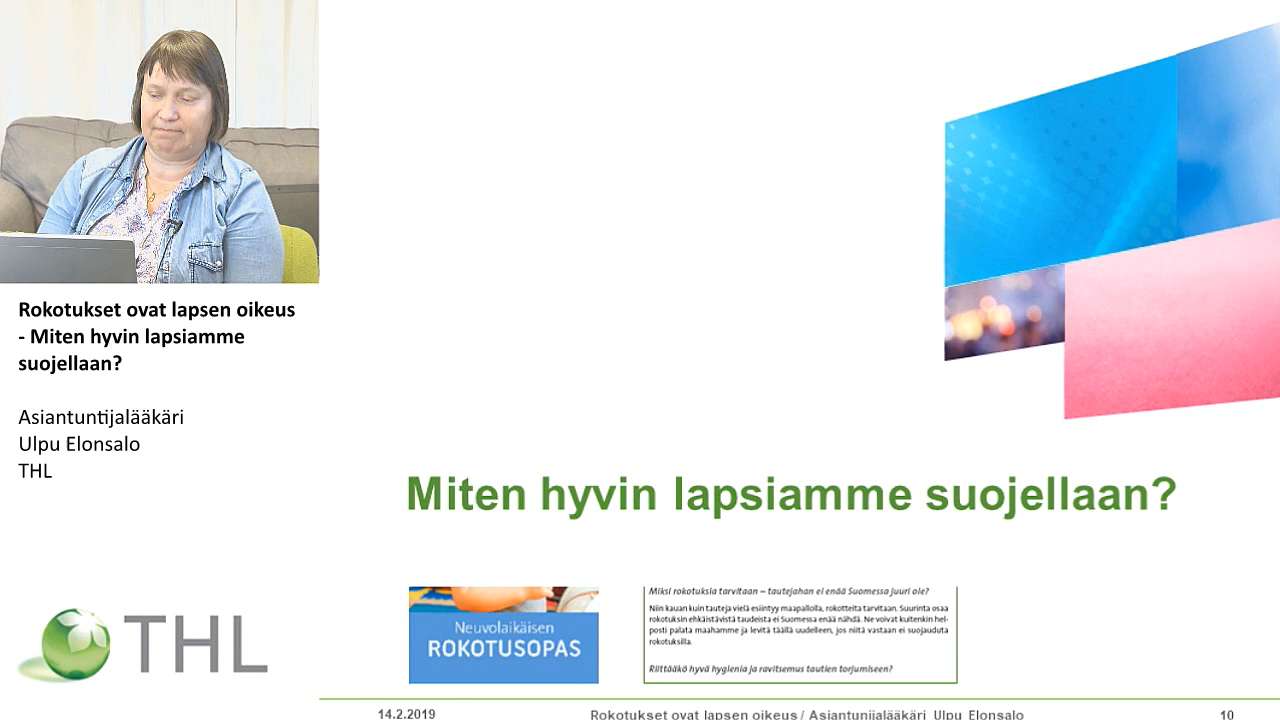 Rokotukset ovat lapsen oikeus
- Miten hyvin lapsiamme
suojellaan?
Asiantuntijalääkäri
Ulpu Elonsalo
THL
THL
Miten hyvin lapsiamme suojellaan?
Neuvolaikäisen
ROKOTUSOPAS
Miksi rokotuksia tarvitaan – tautejahan ei enää Suomessa juuri ole?
Niin kauan kuin tauteja vielä esiintyy maapallolla, rokotteita tarvitaan. Suurinta osaa
rokotuksin ehkäistävistä taudeista ei Suomessa enää nähdä. Ne voivat kuitenkin hel-
posti palata maahamme ja levitä täällä uudelleen, jos niitä vastaan ei suojauduta
rokotuksilla.
Riittääkö hyvä hygienia ja ravitsemus tautien torjumiseen?
14.2.2019
Rokotukset ovat lapsen oikeus / Asiantunijalääkäri Ulpu Elonsalo
10